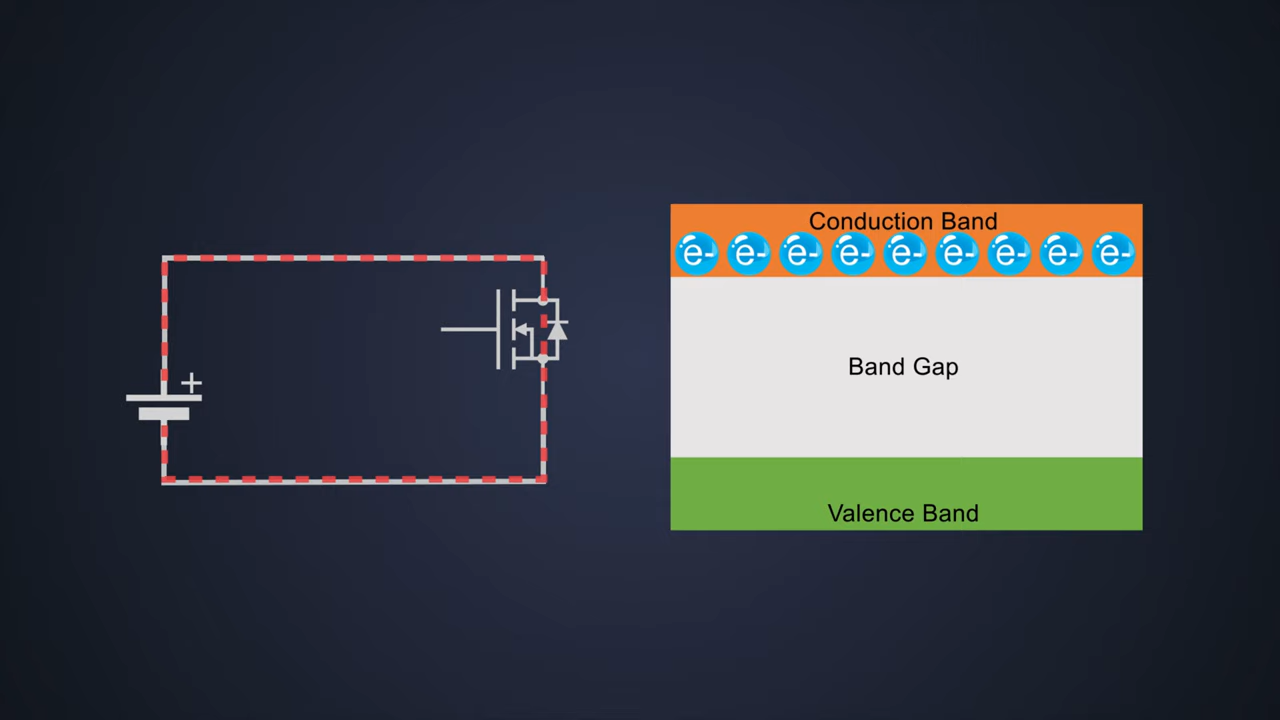 +
Conduction Band
e- e- e- e- e- e- e- e- e-
Band Gap
Valence Band